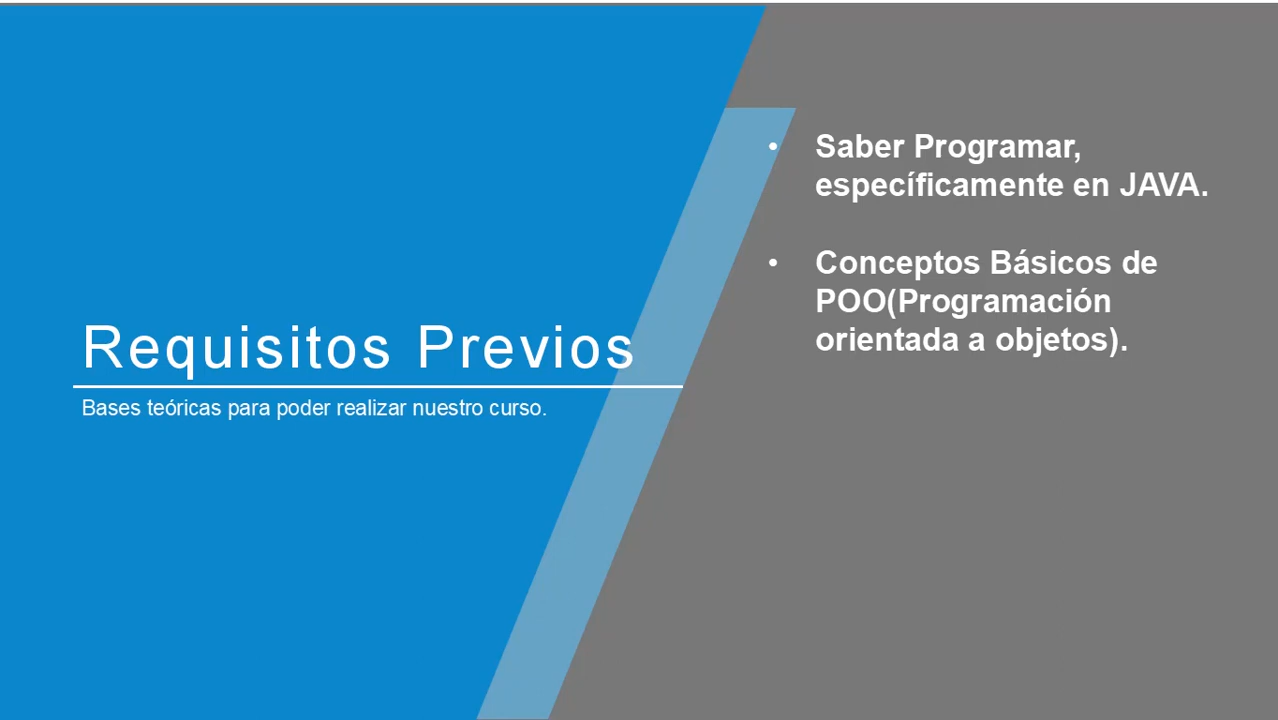 Requisitos Previos
Bases teóricas para poder realizar nuestro curso.
• Saber Programar,
específicamente en JAVA.
• Conceptos Básicos de
POO(Programación
orientada a objetos).